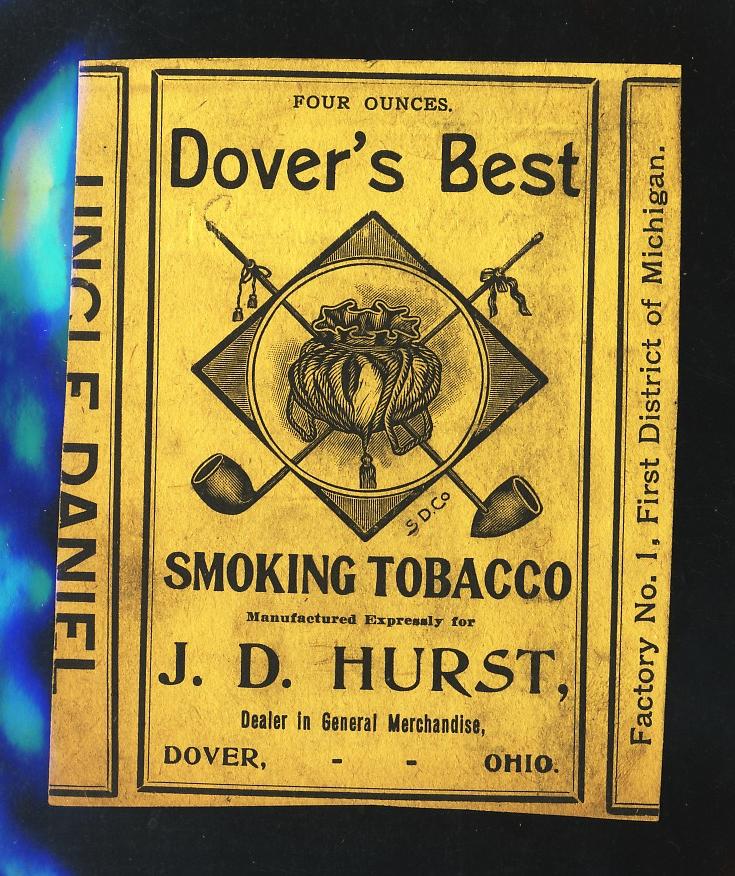 FOUR OUNCES.
Dover's Best
S.D.Co
SMOKING TOBACCO
Manufactured Expressly for
J. D. HURST,
Dealer in General Merchandise,
DOVER, - - OHIO.
UNCLE DANIEL
Factory No. 1, First District of Michigan.